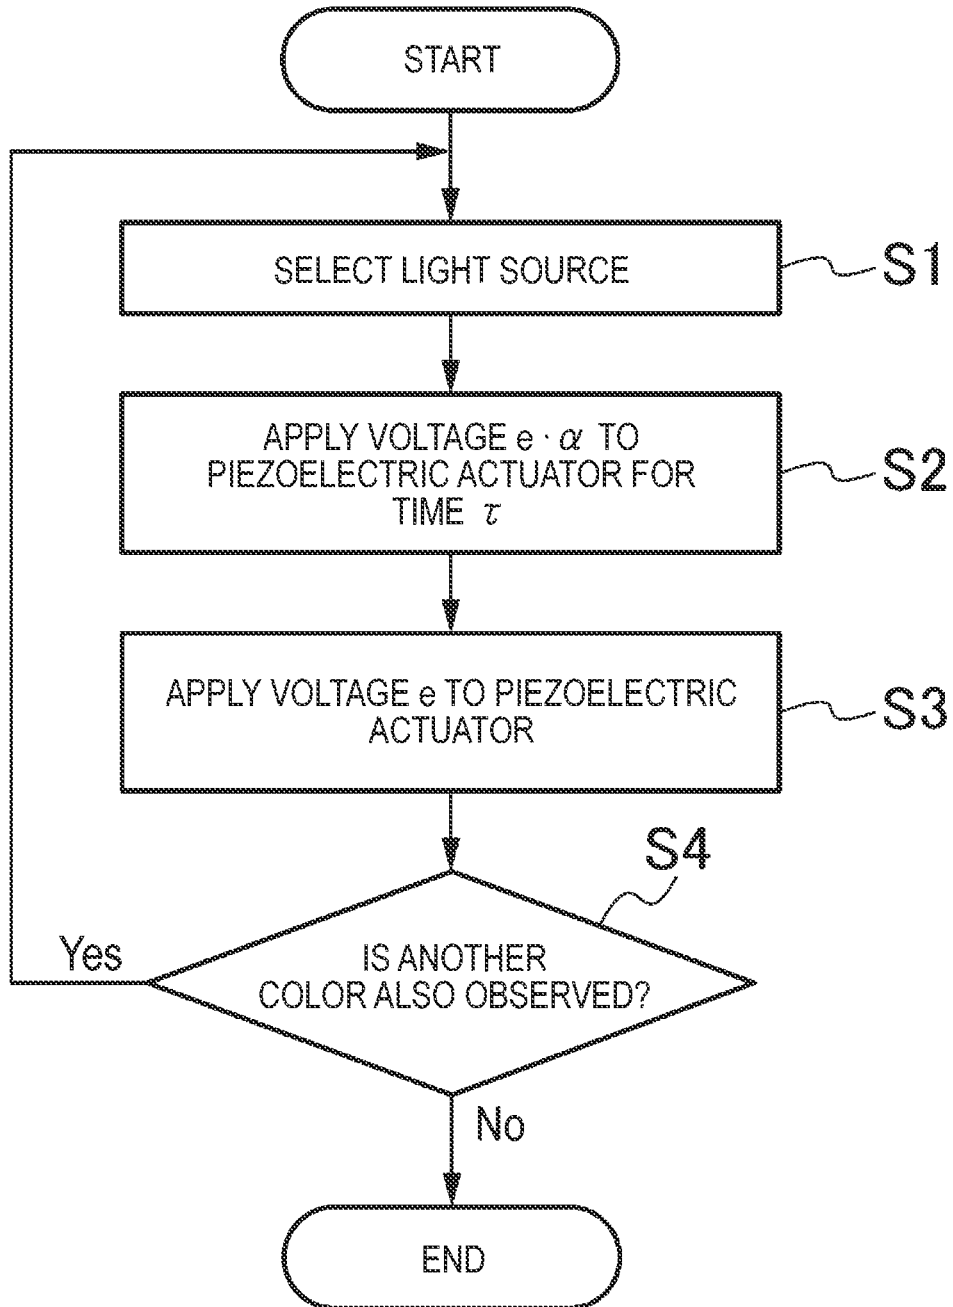 START
SELECT LIGHT SOURCE
S1
APPLY VOLTAGE e · α TO
PIEZOELECTRIC ACTUATOR FOR
TIME τ
S2
APPLY VOLTAGE e TO PIEZOELECTRIC
ACTUATOR
S3
S4
Yes
IS ANOTHER
COLOR ALSO OBSERVED?
No
END